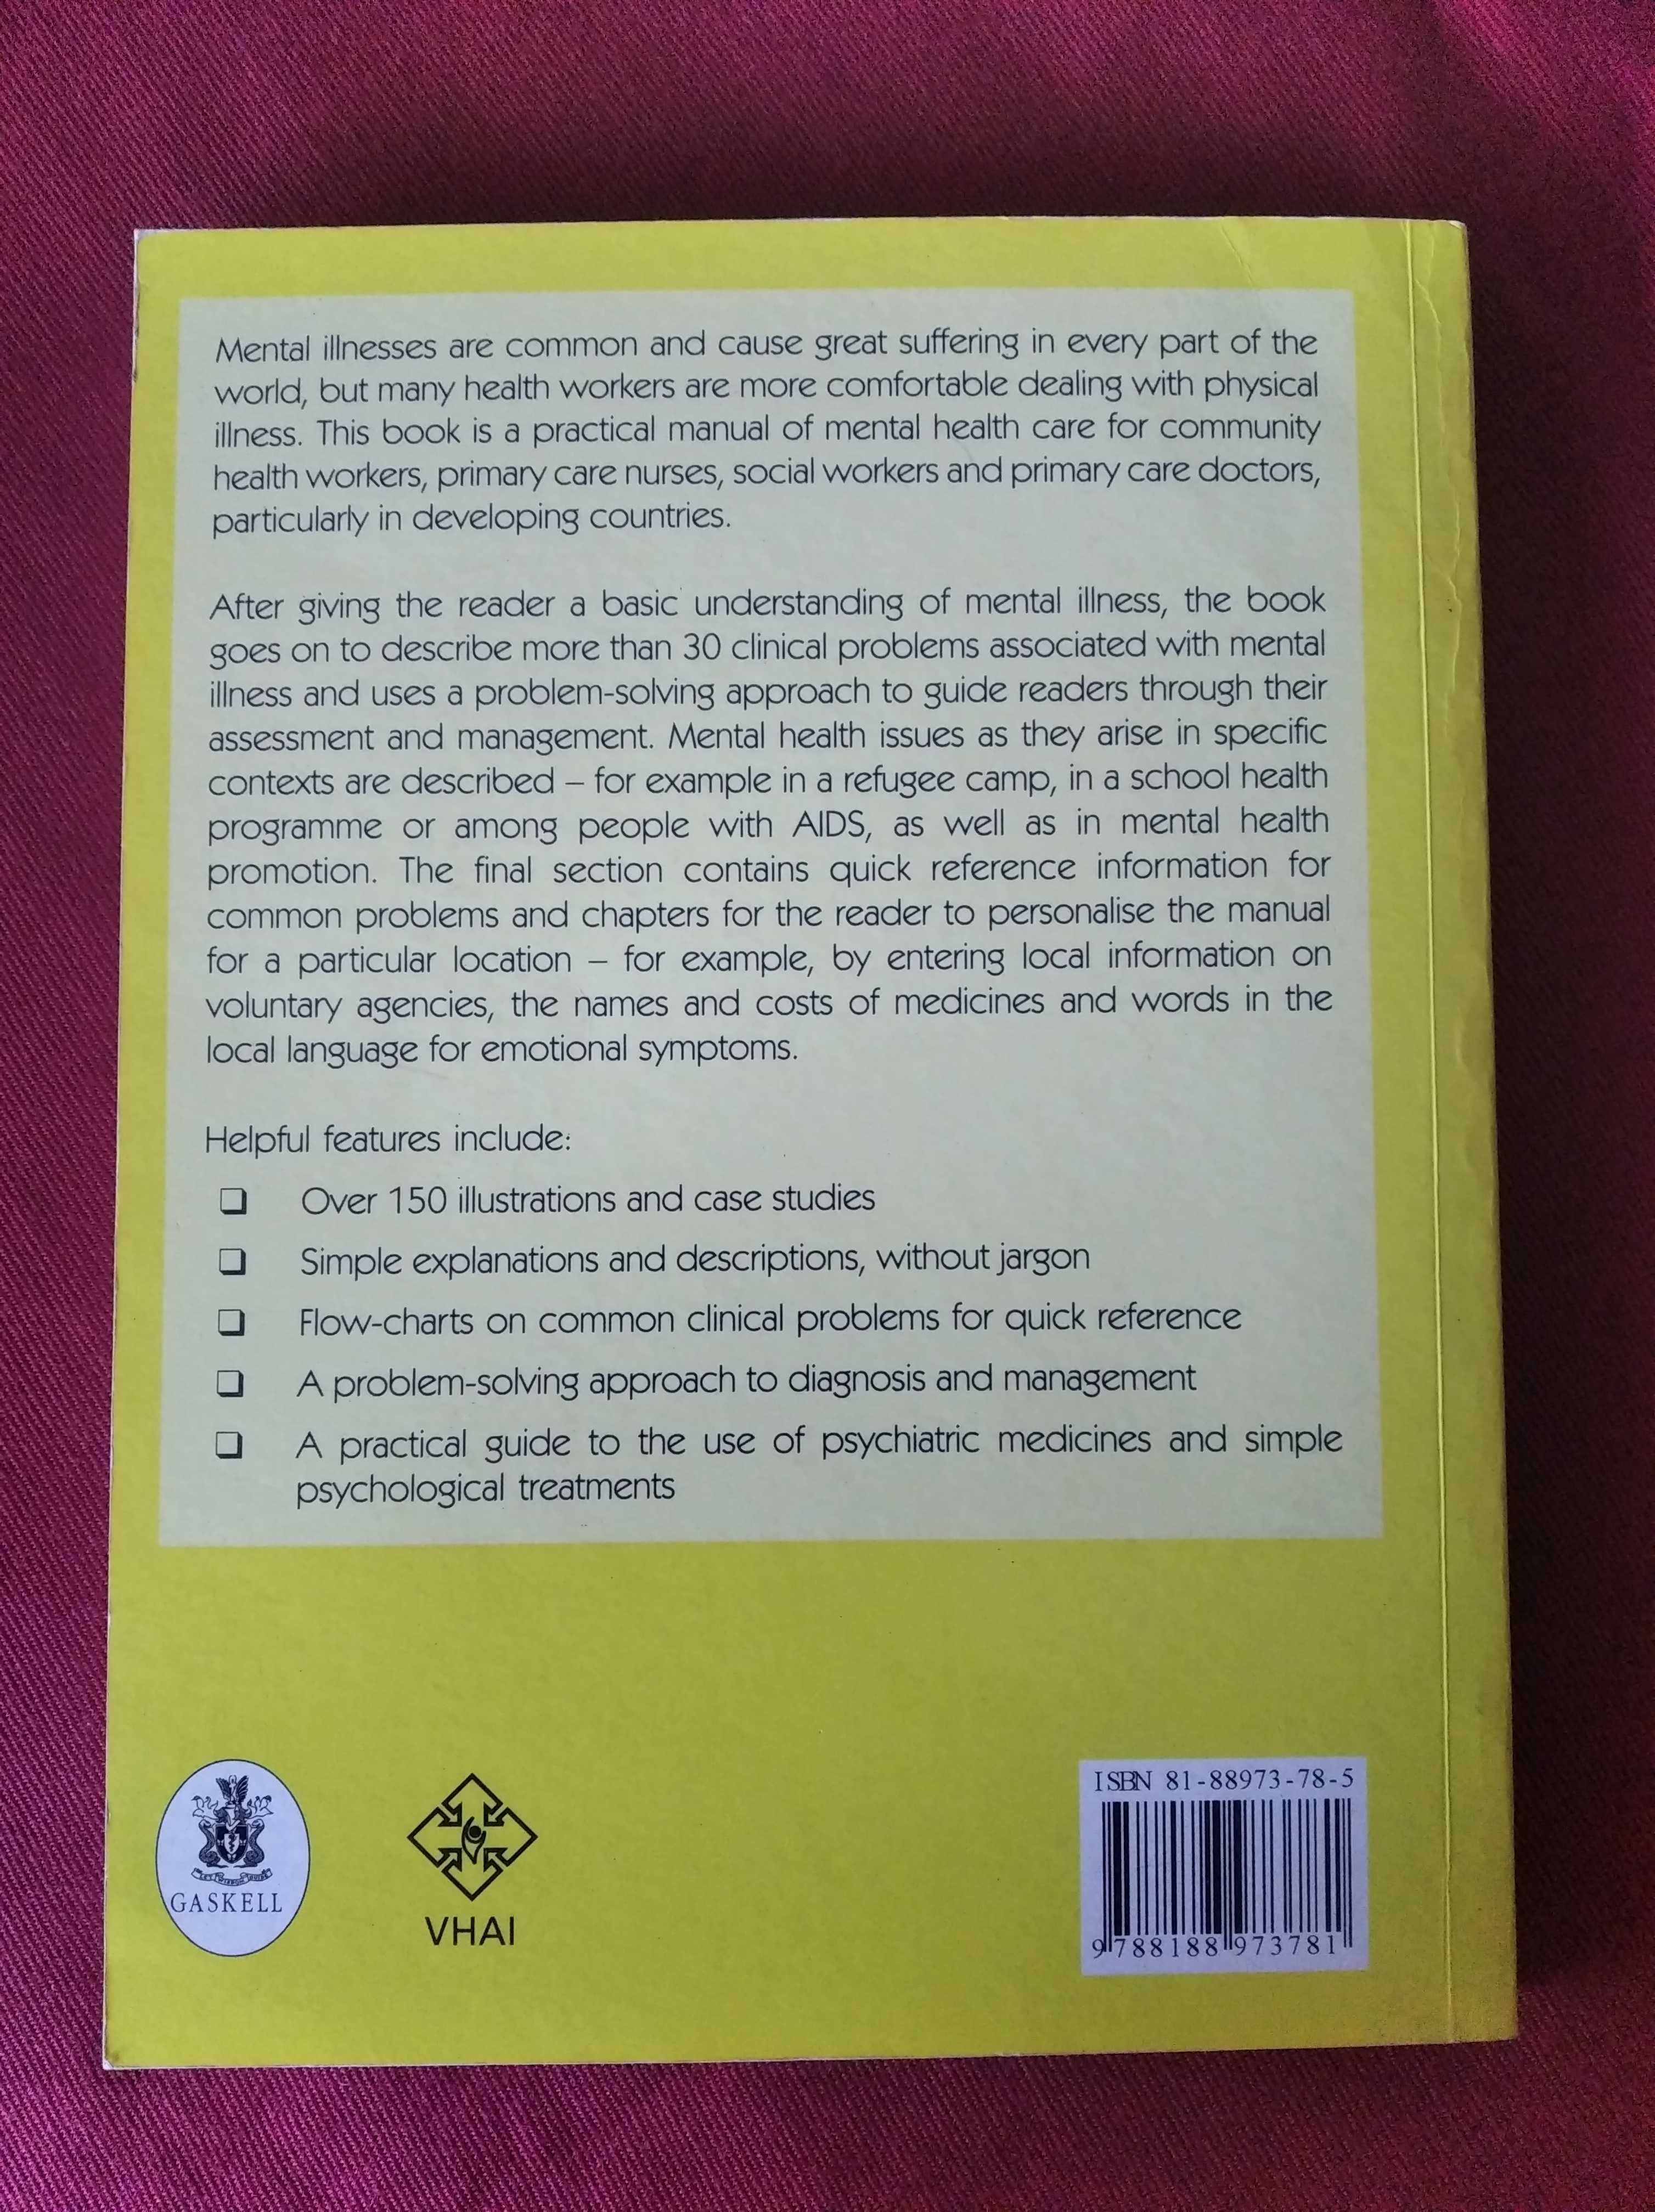 Mental illnesses are common and cause great suffering in every part of the
world, but many health workers are more comfortable dealing with physical
illness. This book is a practical manual of mental health care for community
health workers, primary care nurses, social workers and primary care doctors,
particularly in developing countries.
After giving the reader a basic understanding of mental illness, the book
goes on to describe more than 30 clinical problems associated with mental
illness and uses a problem-solving approach to guide readers through their
assessment and management. Mental health issues as they arise in specific
contexts are described – for example in a refugee camp, in a school health
programme or among people with AIDS, as well as in mental health
promotion. The final section contains quick reference information for
common problems and chapters for the reader to personalise the manual
for a particular location – for example, by entering local information on
voluntary agencies, the names and costs of medicines and words in the
local language for emotional symptoms.
Helpful features include:
❑ Over 150 illustrations and case studies
❑ Simple explanations and descriptions, without jargon
❑ Flow-charts on common clinical problems for quick reference
❑ A problem-solving approach to diagnosis and management
❑ A practical guide to the use of psychiatric medicines and simple
psychological treatments
GASKELL
VHAI
ISBN 81-88973-78-5
9788188973781